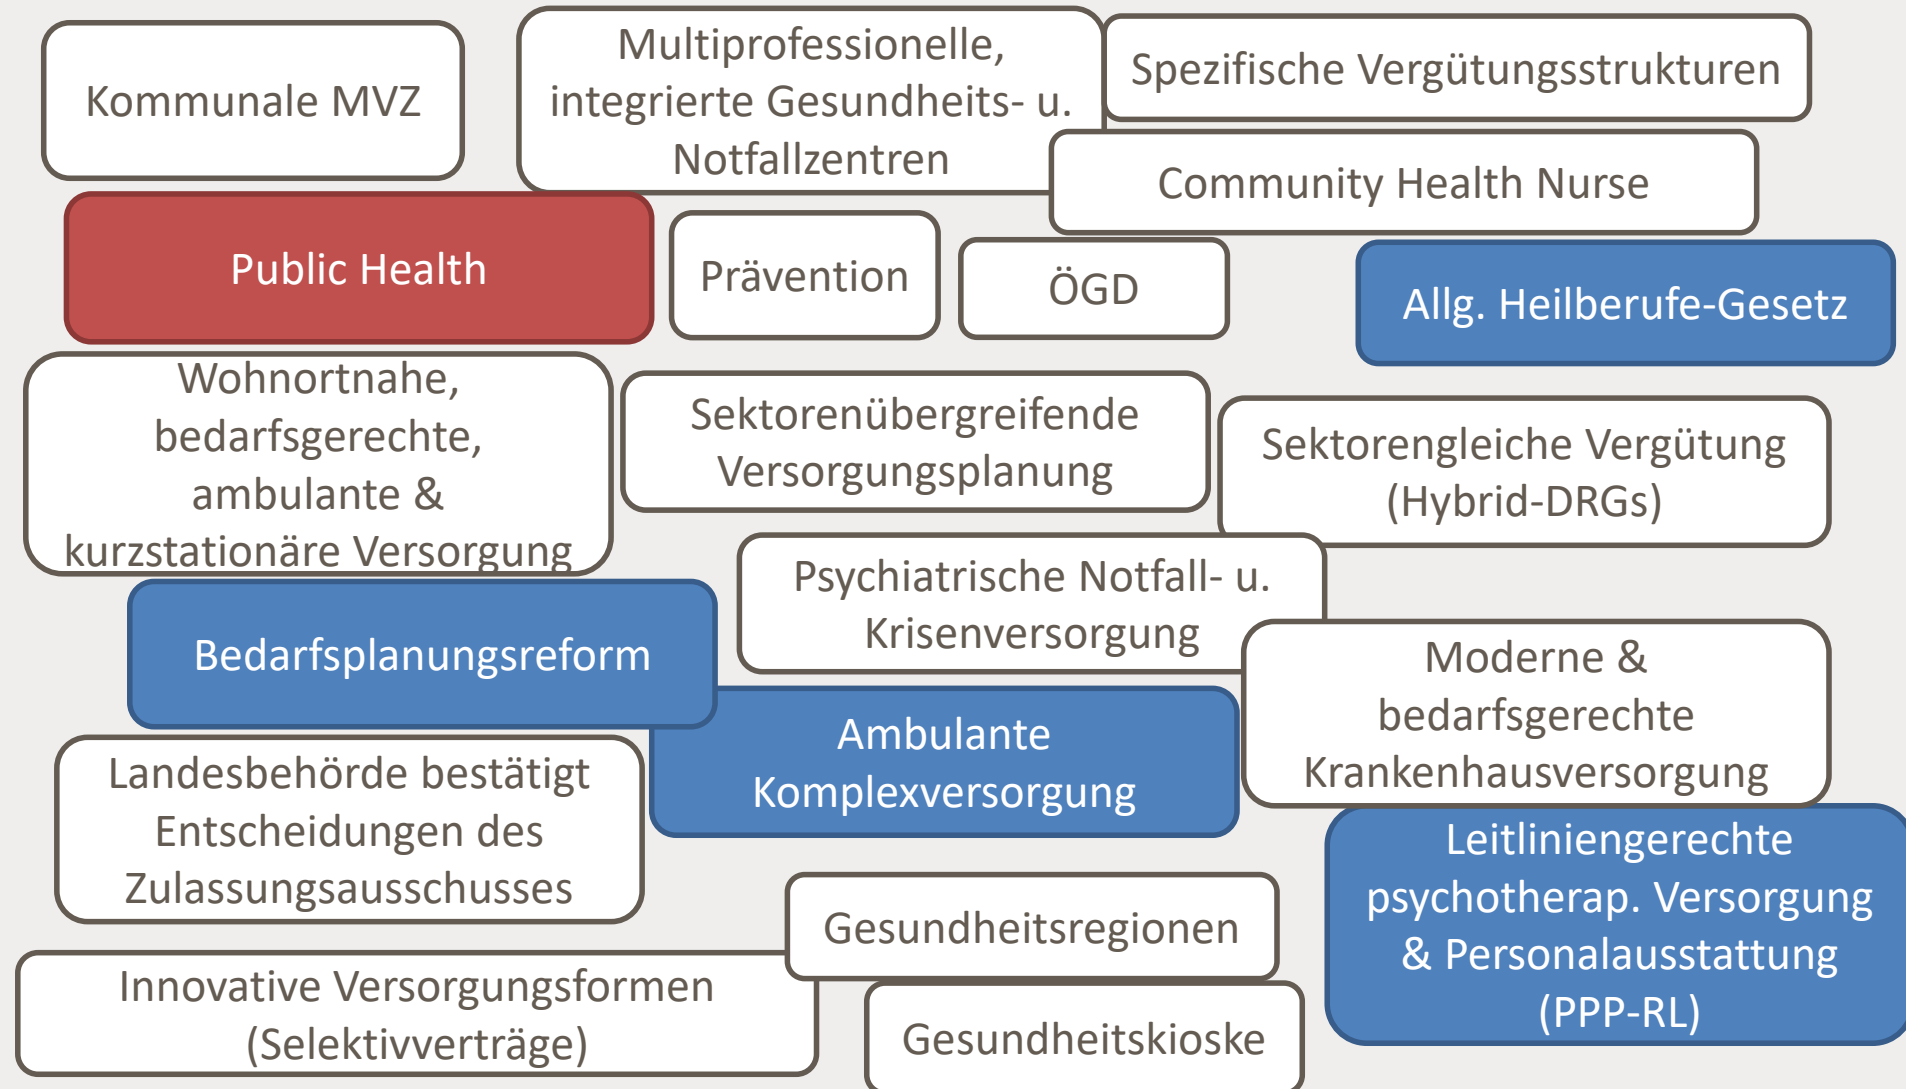 Kommunale MVZ
Multiprofessionelle,
integrierte Gesundheits- u.
Notfallzentren
Spezifische Vergütungsstrukturen
Community Health Nurse
Public Health
Prävention
ÖGD
Allg. Heilberufe-Gesetz
Wohnortnahe,
bedarfsgerechte,
ambulante &
kurzstationäre Versorgung
Sektorenübergreifende
Versorgungsplanung
Sektorengleiche Vergütung
(Hybrid-DRGs)
Psychiatrische Notfall- u.
Krisenversorgung
Bedarfsplanungsreform
Moderne &
bedarfsgerechte
Krankenhausversorgung
Ambulante
Komplexversorgung
Landesbehörde bestätigt
Entscheidungen des
Zulassungsausschusses
Leitliniengerechte
psychotherap. Versorgung
& Personalausstattung
(PPP-RL)
Gesundheitsregionen
Innovative Versorgungsformen
(Selektivverträge)
Gesundheitskioske